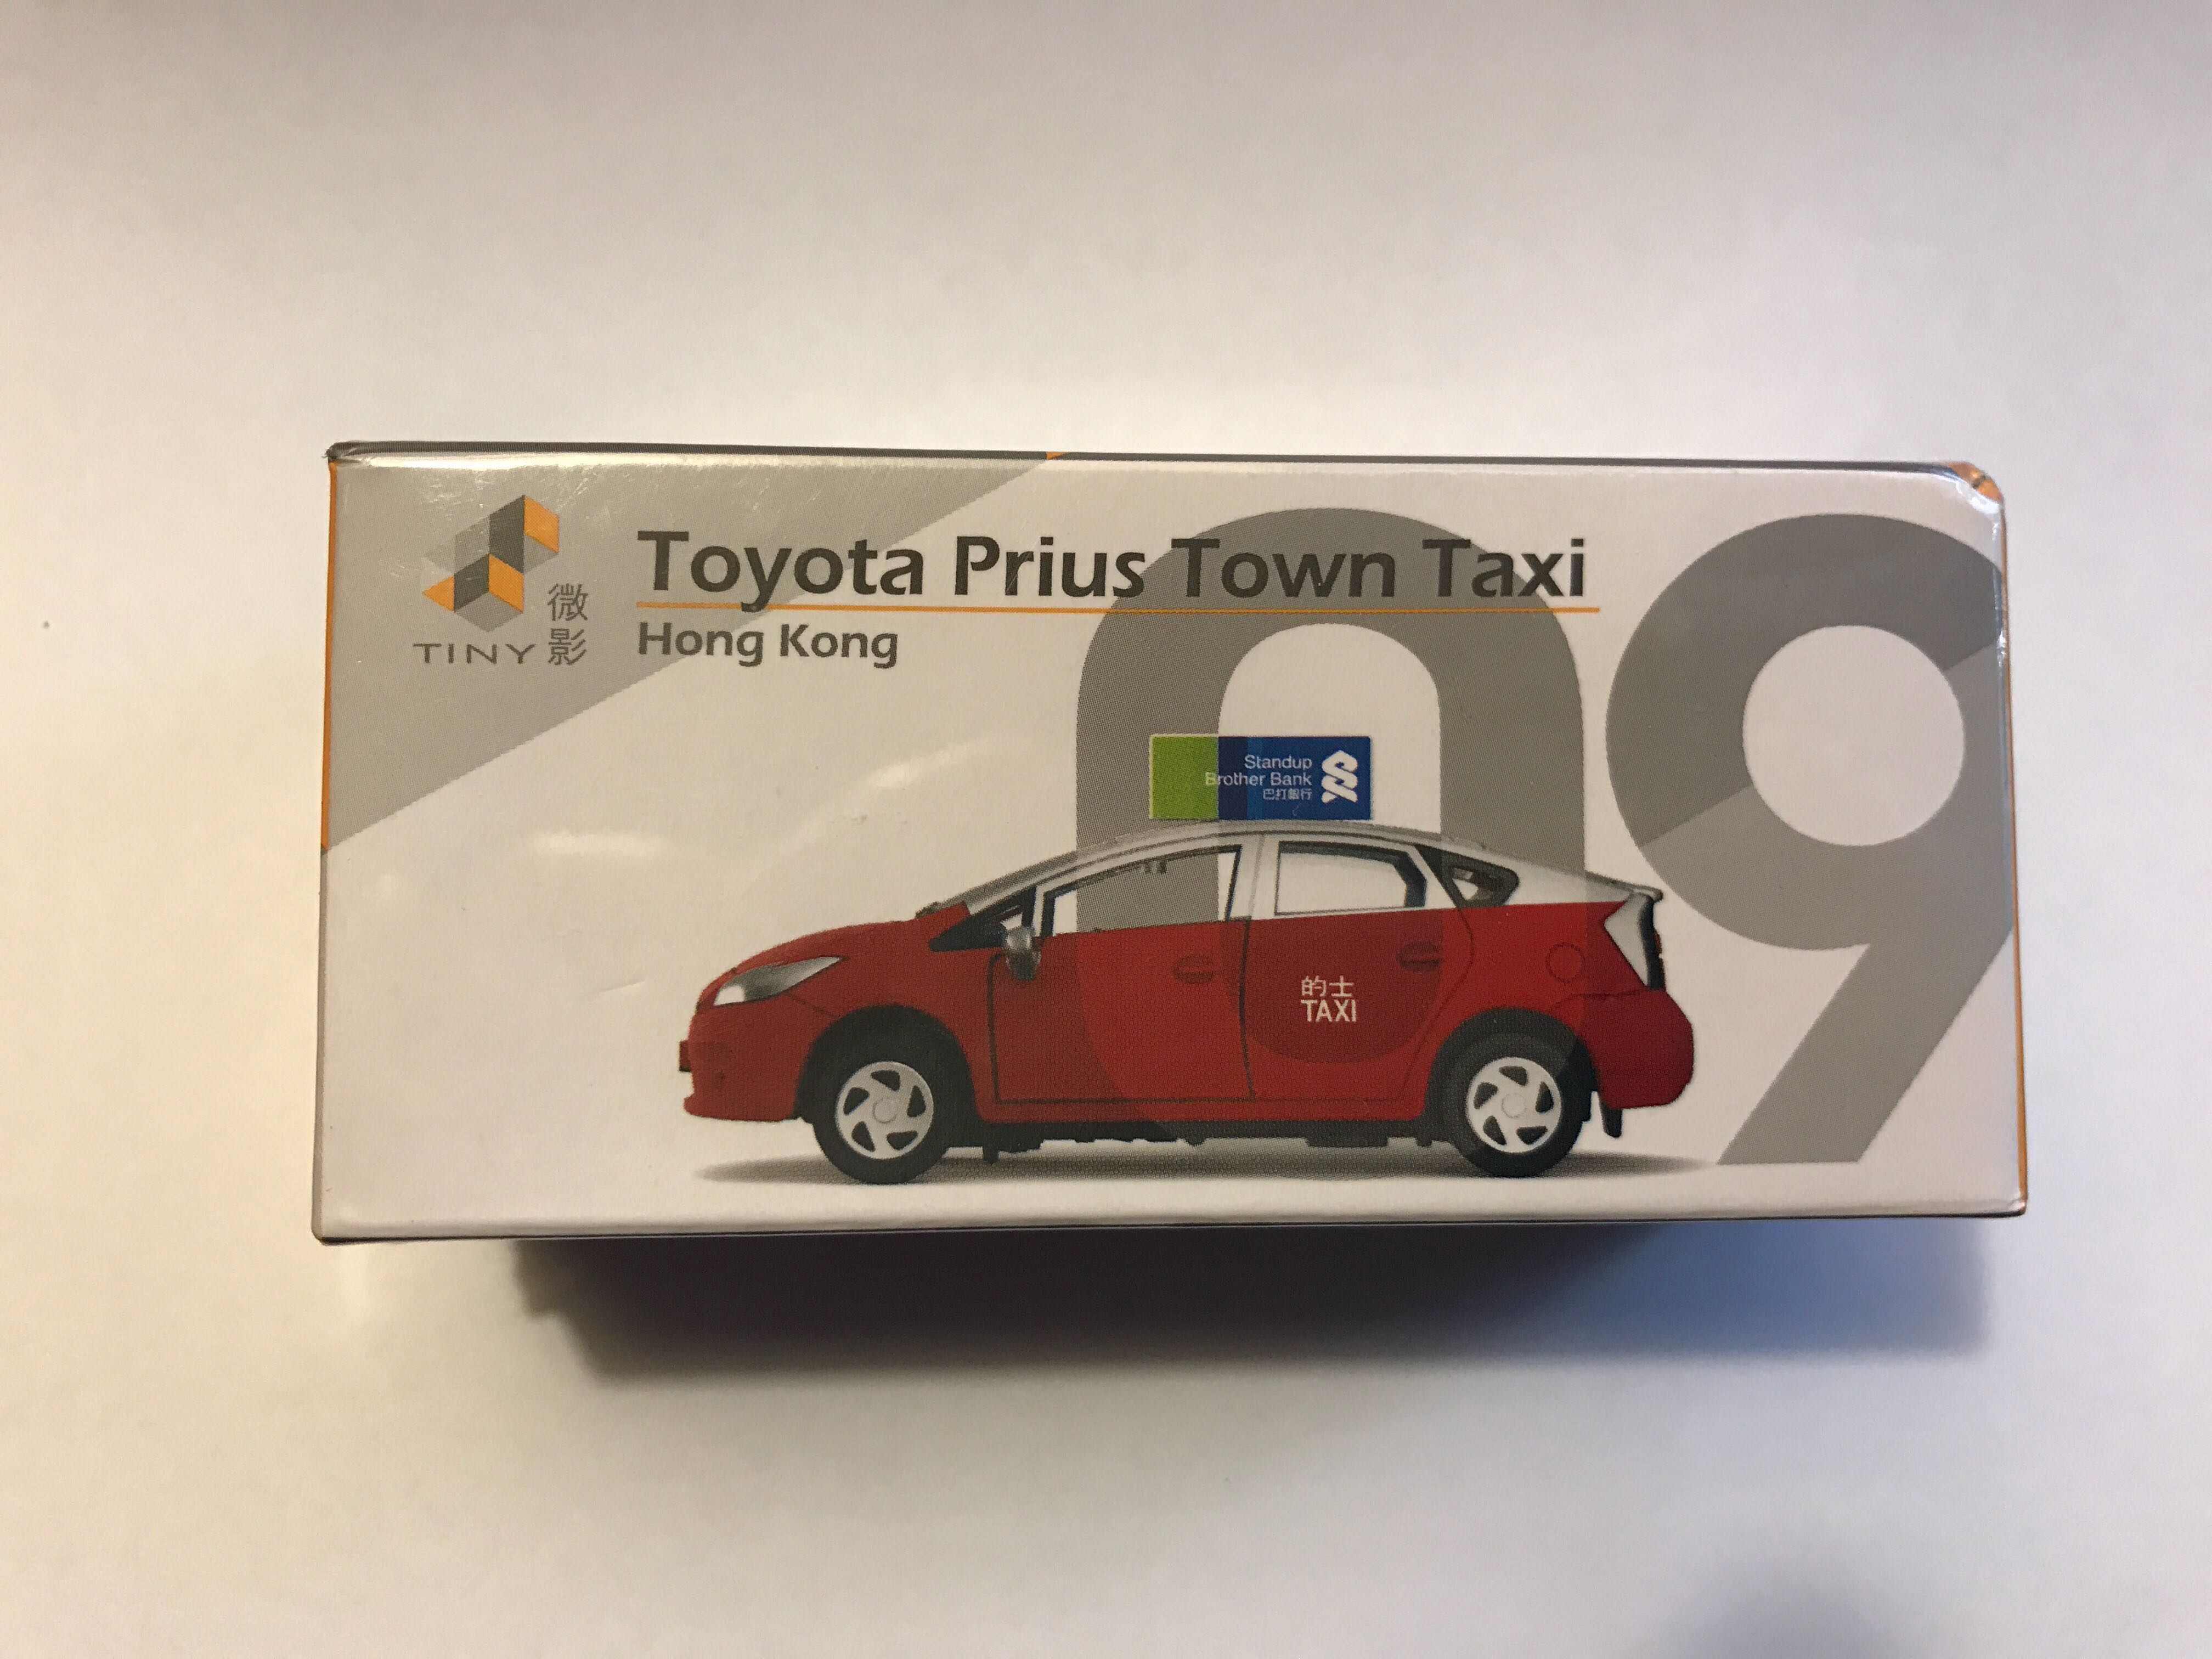 TINY
微
影
Toyota Prius Town Taxi
Hong Kong
09
Standup
Brother Bank
巴打銀行
的士
TAXI